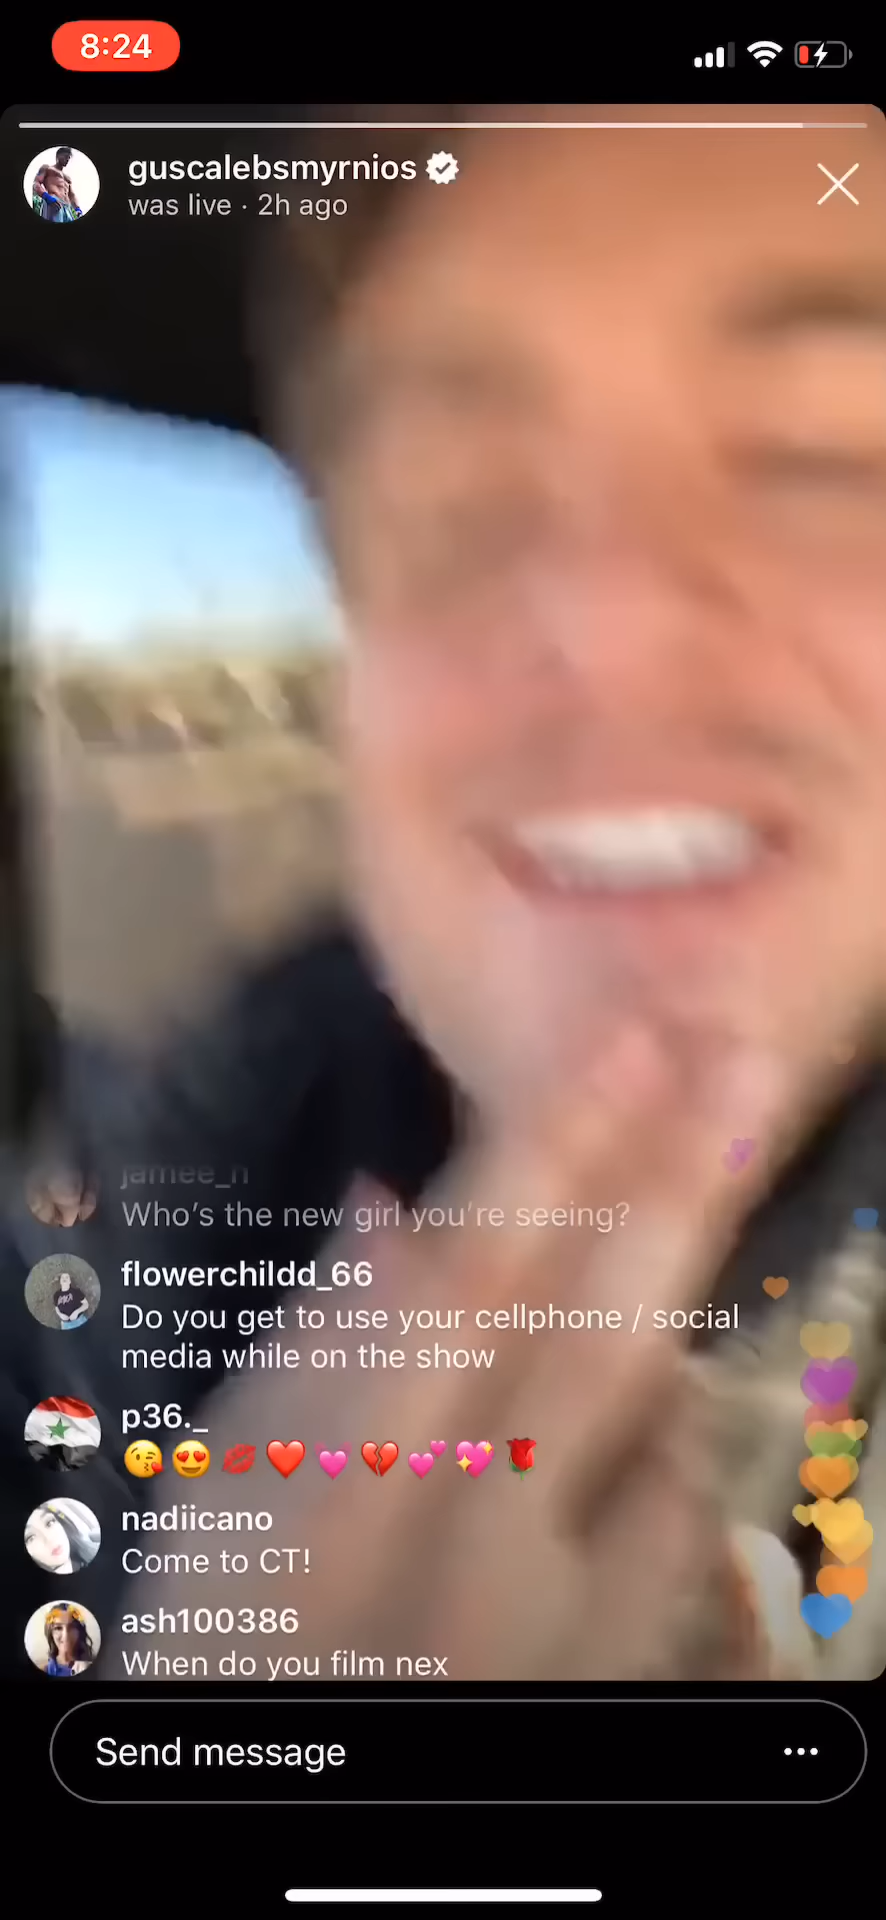 8:24
guscalebsmyrnios
was live · 2h ago
jamee_h
Who's the new girl you're seeing?
flowerchildd_66
Do you get to use your cellphone / social
media while on the show
p36._
😘😍💋❤️💓💔💕💖🌹
nadiicano
Come to CT!
ash100386
When do you film nex
Send message